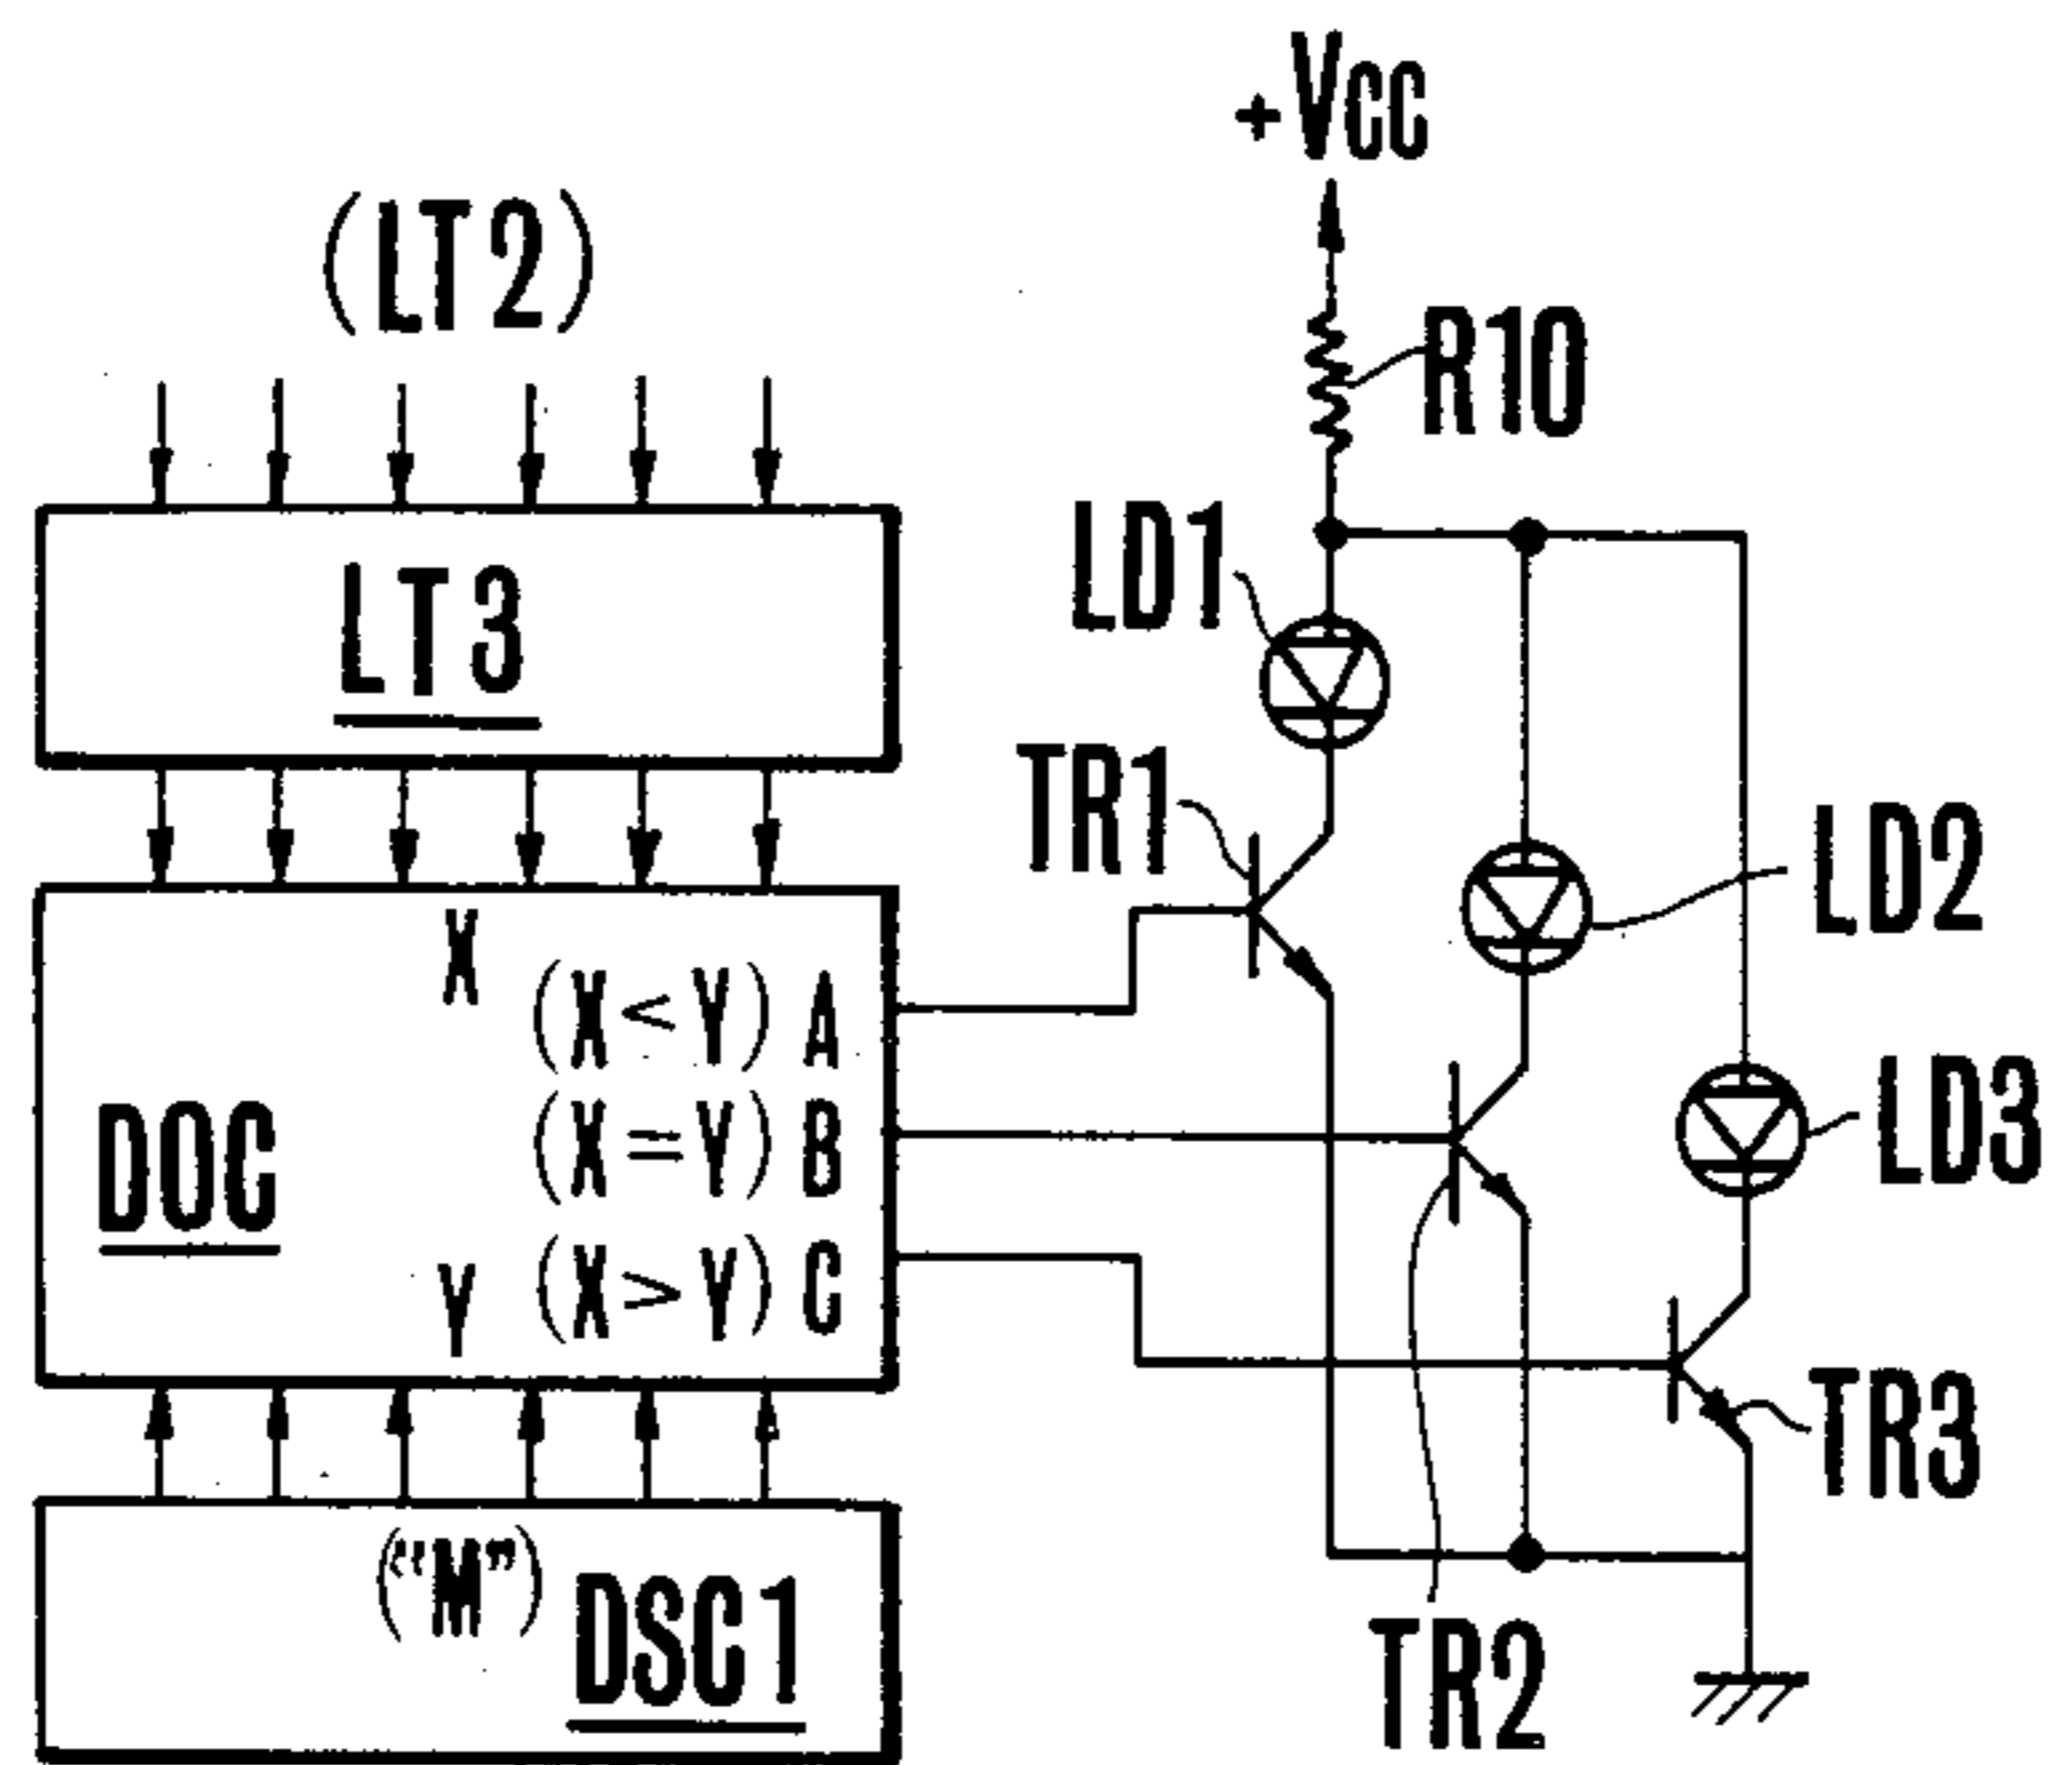 +Vcc
(LT2)
R10
LT3
LD1
TR1
LD2
X
(X<Y) A
DOC
(X=Y) B
LD3
Y
(X>Y) C
TR3
("M")
DSC1
TR2